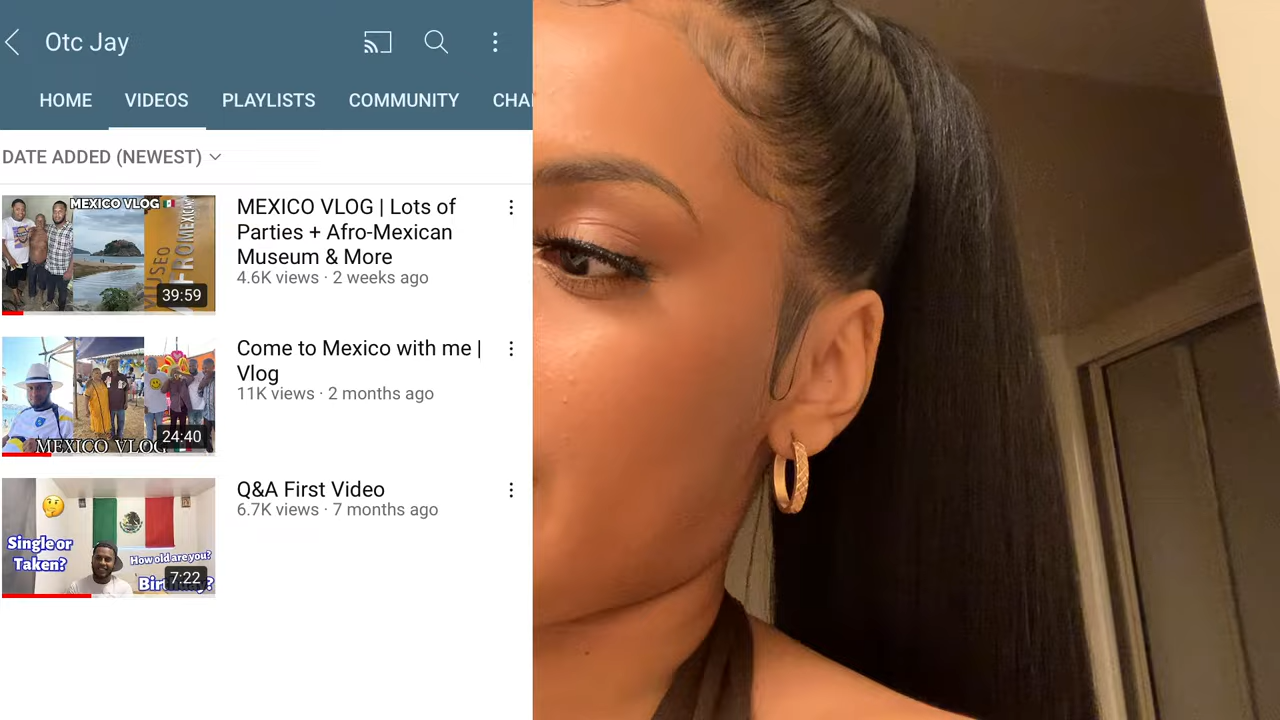 Otc Jay
HOME VIDEOS PLAYLISTS COMMUNITY CHA
DATE ADDED (NEWEST)
MEXICO VLOG
MUSEO
AFROMEXICA
39:59
MEXICO VLOG | Lots of
Parties + Afro-Mexican
Museum & More
4.6K views · 2 weeks ago
MEXICO VLOG
24:40
Come to Mexico with me |
Vlog
11K views · 2 months ago
Single or
Taken?
How old are you?
7:22
Q&A First Video
6.7K views · 7 months ago